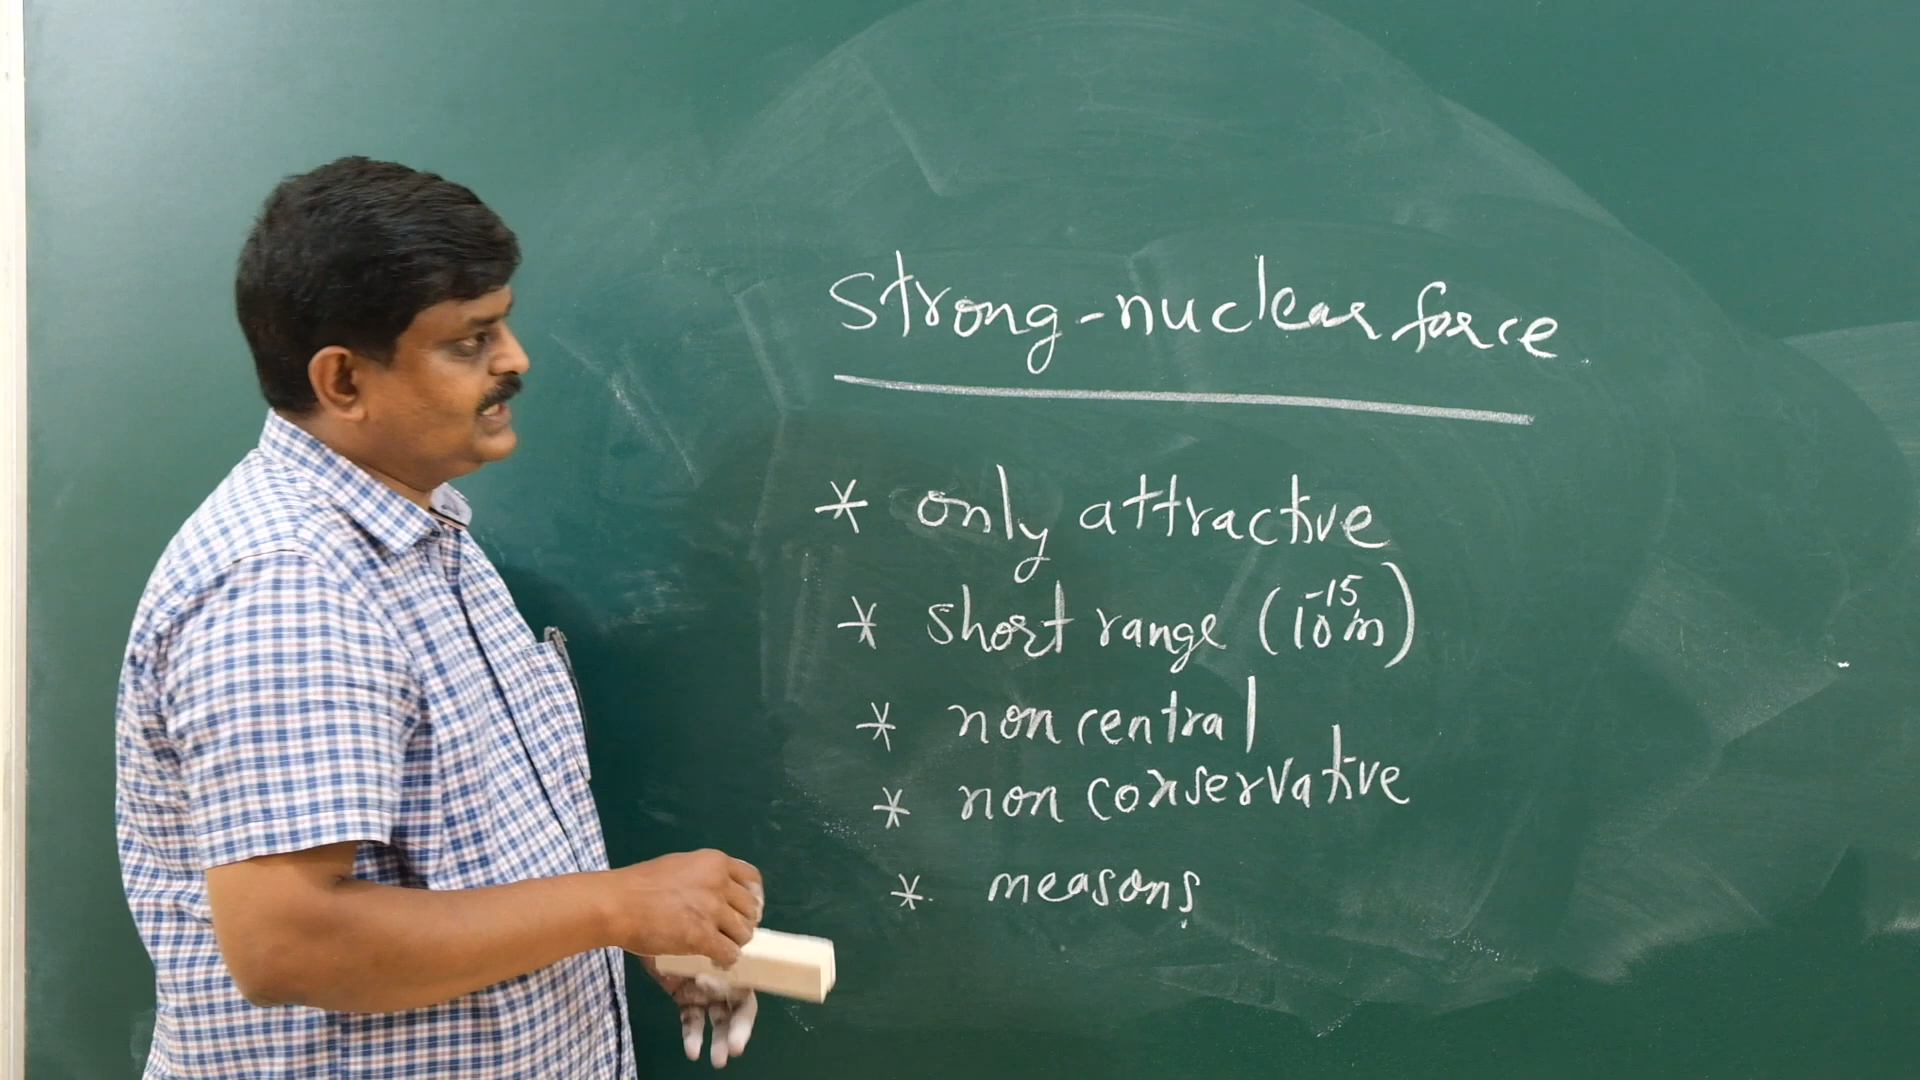 Strong-nuclear force
* only attractive
* short range (10⁻¹⁵m)
* non central
* non conservative
* measons